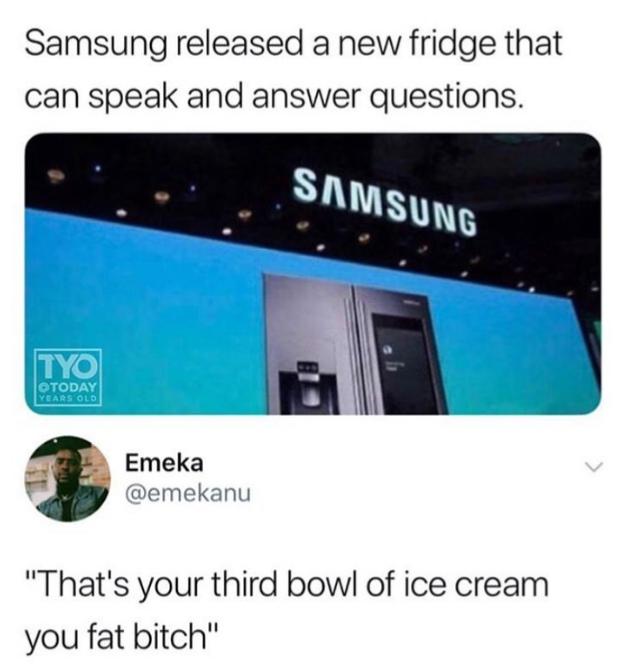 Samsung released a new fridge that
can speak and answer questions.
SAMSUNG
TYO
@TODAY
YEARS OLD
Emeka
@emekanu
"That's your third bowl of ice cream
you fat bitch"